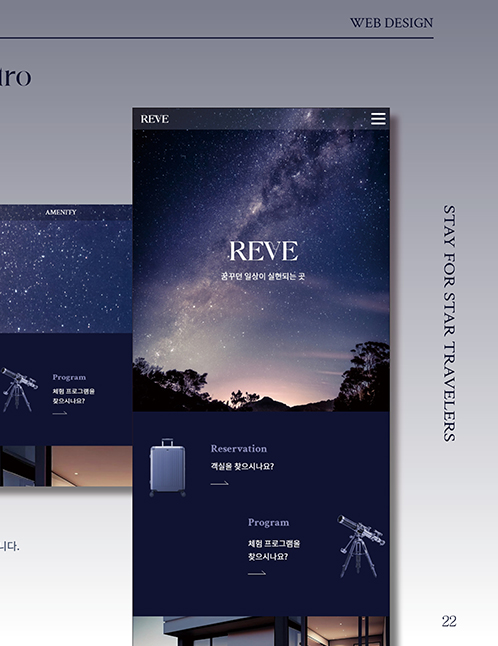 WEB DESIGN
tro
REVE
AMENITY
REVE
꿈꾸던 일상이 실현되는 곳
STAY FOR STAR TRAVELERS
Program
체험 프로그램을
찾으시나요?
Reservation
객실을 찾으시나요?
Program
체험 프로그램을
찾으시나요?
니다.
22